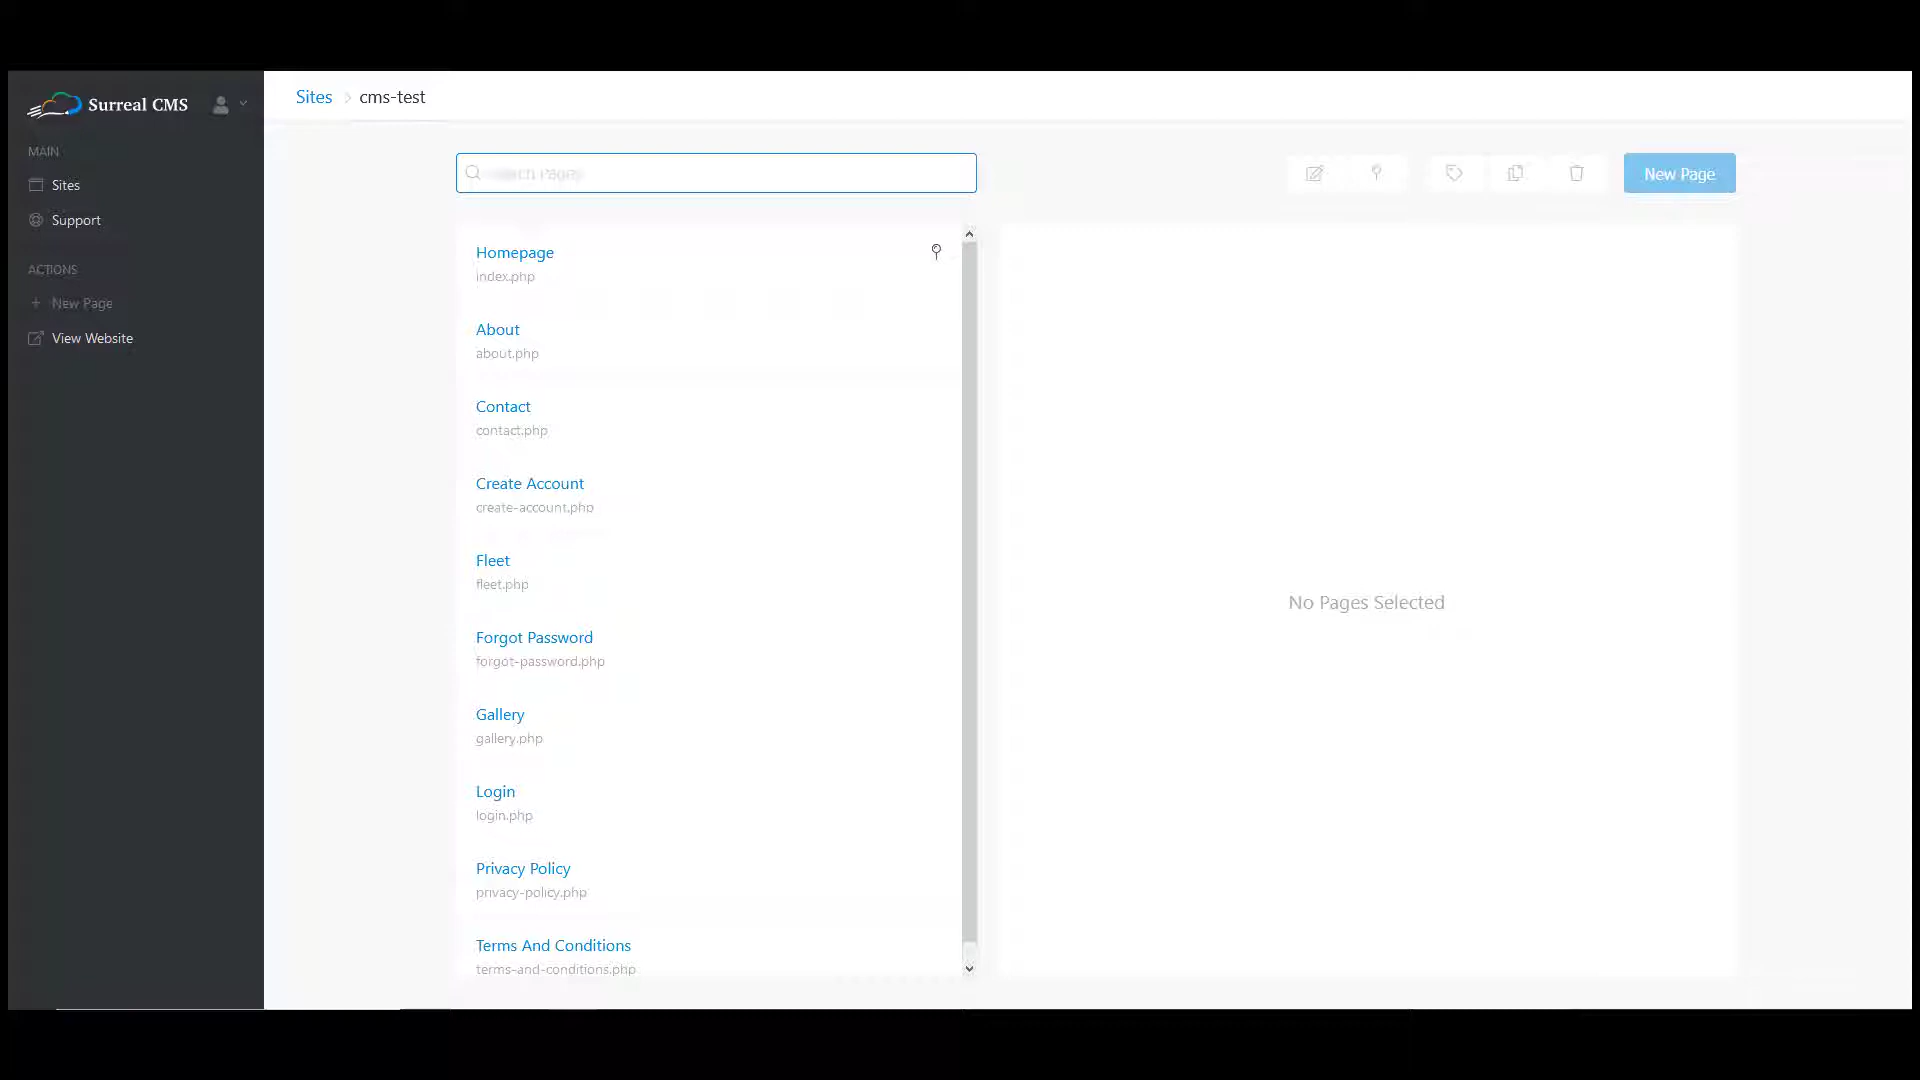 Surreal CMS
MAIN
Sites
Support
ACTIONS
New Page
View Website
Sites > cms-test
Search Pages
New Page
Homepage
index.php
About
about.php
Contact
contact.php
Create Account
create-account.php
Fleet
fleet.php
Forgot Password
forgot-password.php
Gallery
gallery.php
Login
login.php
Privacy Policy
privacy-policy.php
Terms And Conditions
terms-and-conditions.php
No Pages Selected